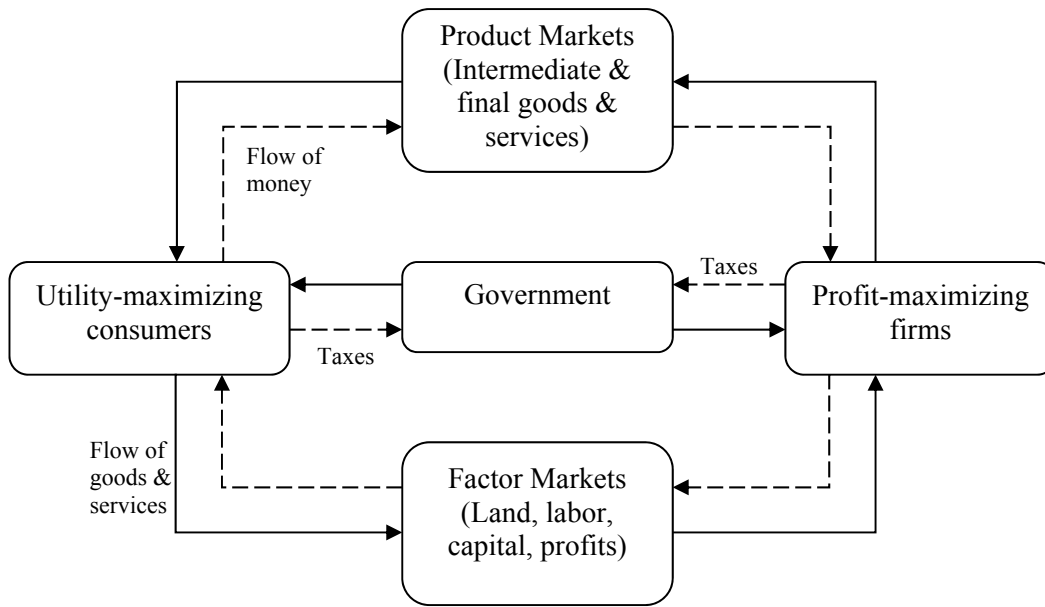 Product Markets
(Intermediate &
final goods &
services)
Flow of
money
Taxes
Utility-maximizing
consumers
Government
Profit-maximizing
firms
Taxes
Flow of
goods &
services
Factor Markets
(Land, labor,
capital, profits)